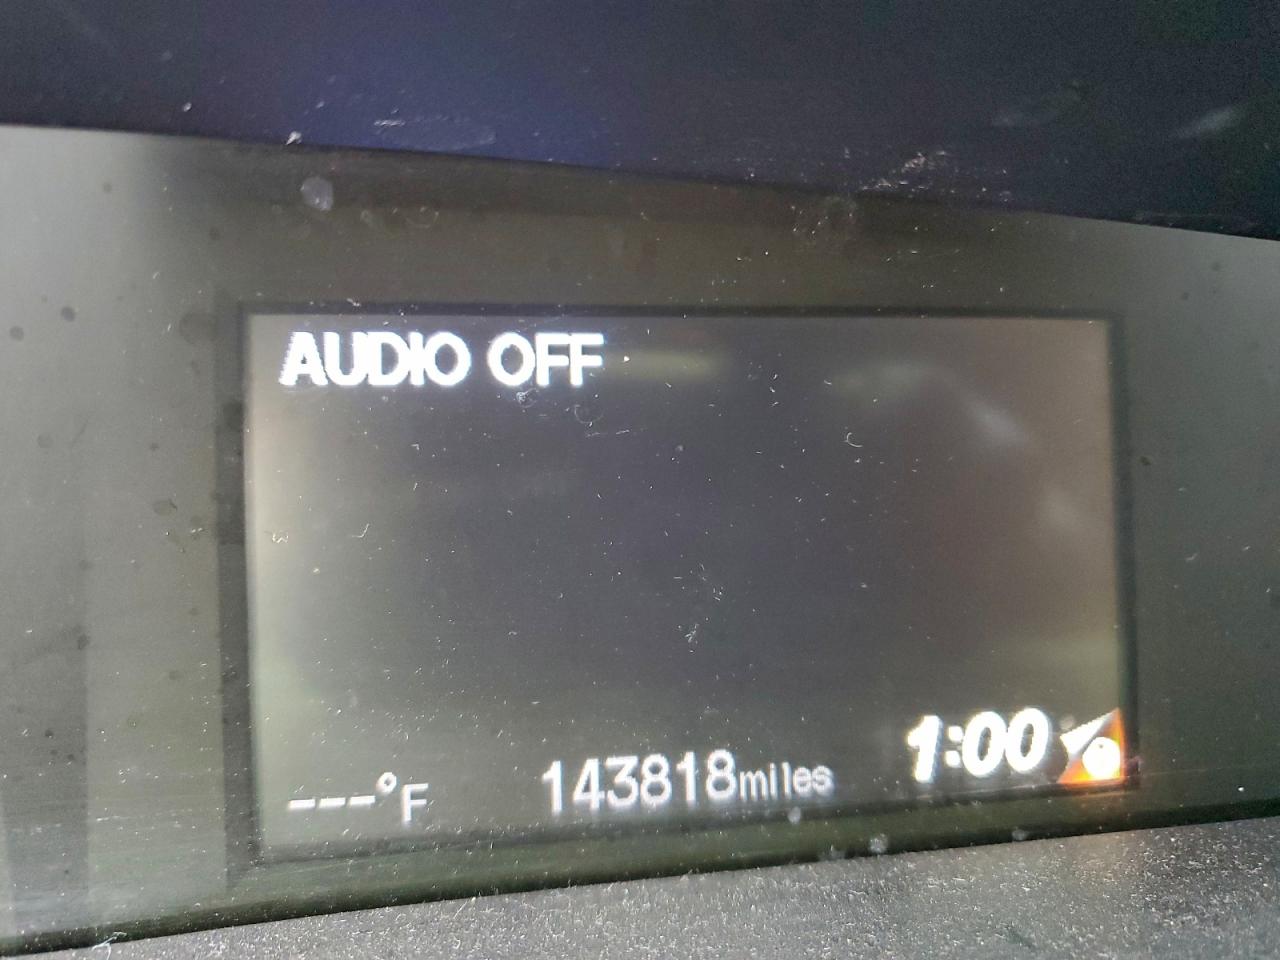 AUDIO OFF
---°F 143818miles 1:00